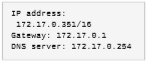 IP address:
172.17.0.351/16
Gateway: 172.17.0.1
DNS server: 172.17.0.254